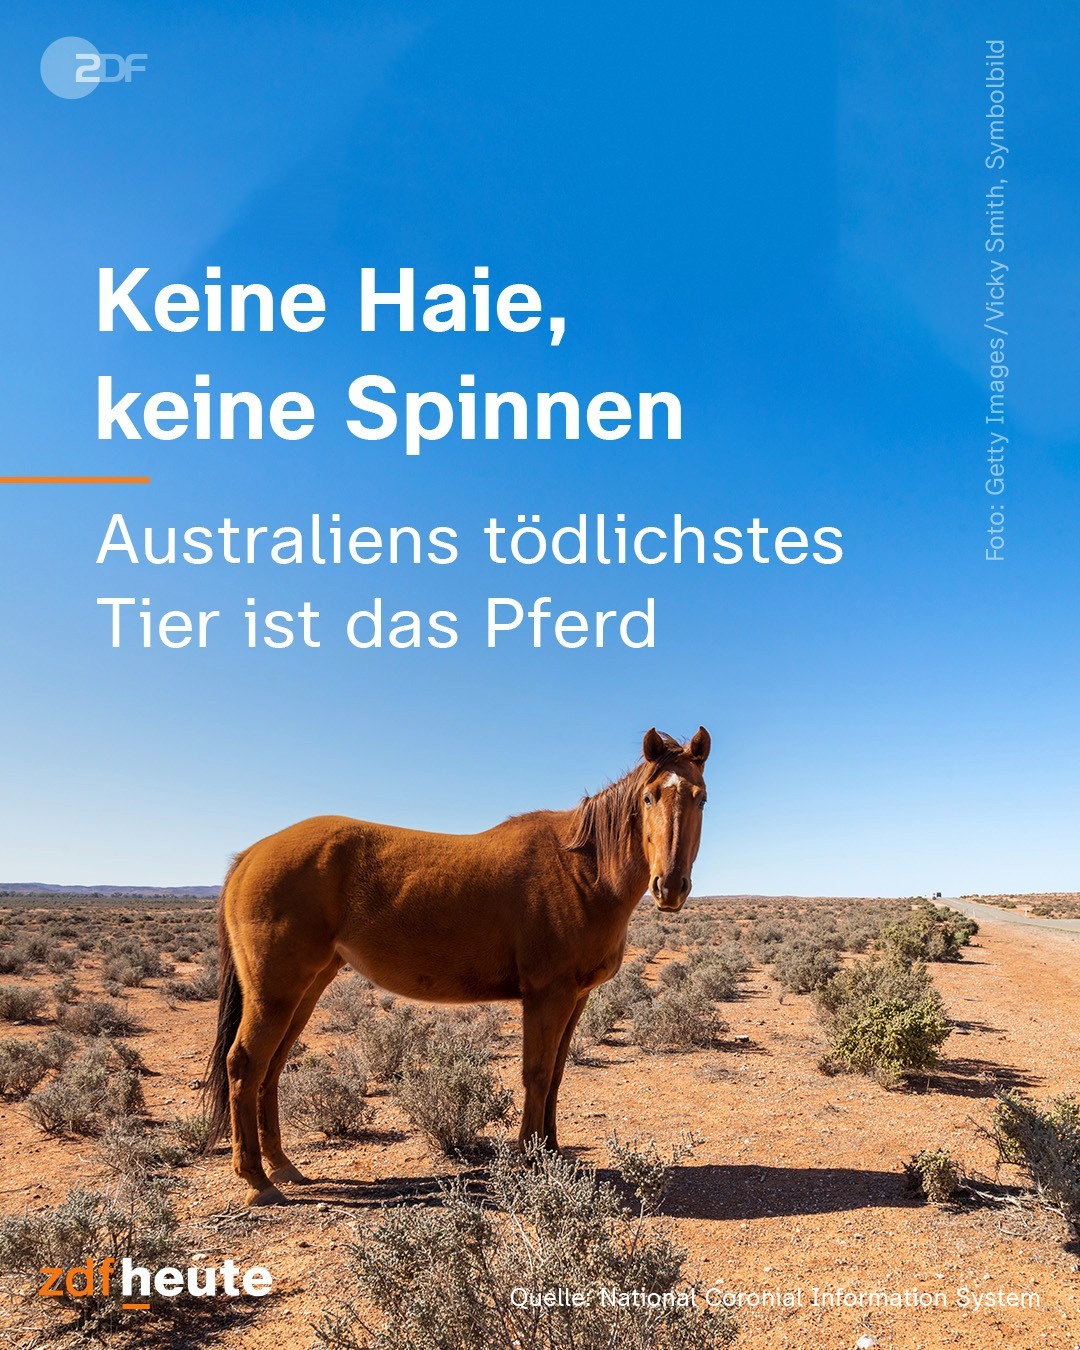 ZDF
Foto: Getty Images/Vicky Smith, Symbolbild
Keine Haie,
keine Spinnen
Australiens tödlichstes
Tier ist das Pferd
zdfheute
Quelle: National Coronial Information System